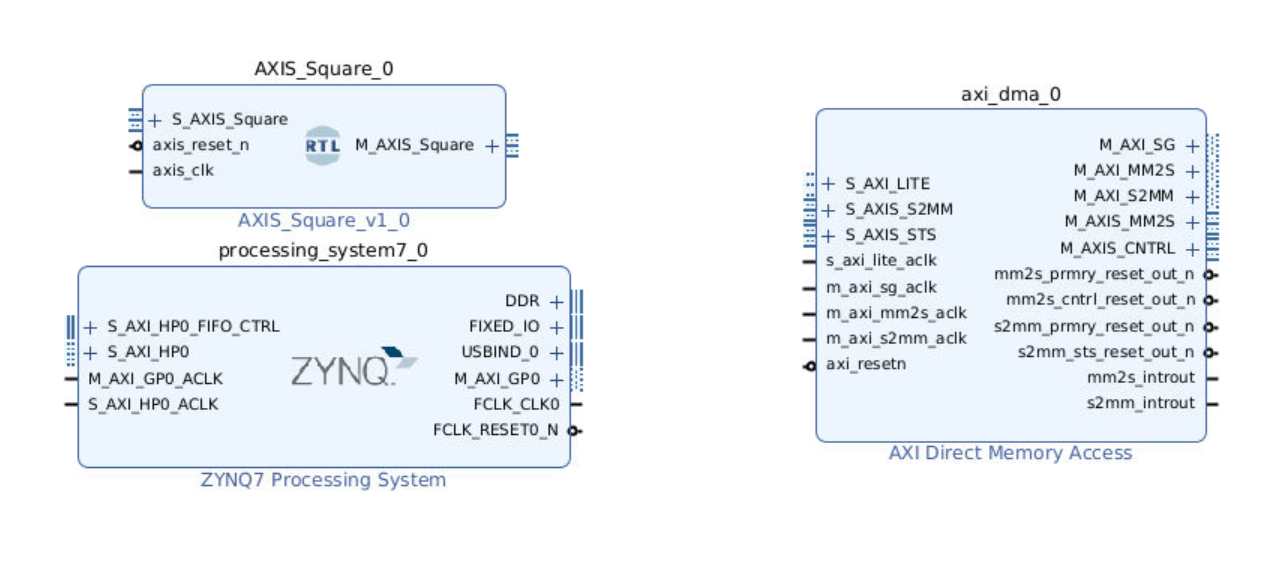 AXIS_Square_0
S_AXIS_Square
axis_reset_n
axis_clk
RTL
M_AXIS_Square
AXIS_Square_v1_0
processing_system7_0
S_AXI_HP0_FIFO_CTRL
S_AXI_HP0
M_AXI_GP0_ACLK
S_AXI_HP0_ACLK
ZYNQ
DDR
FIXED_IO
USBIND_0
M_AXI_GP0
FCLK_CLK0
FCLK_RESET0_N
ZYNQ7 Processing System
axi_dma_0
S_AXI_LITE
S_AXIS_S2MM
S_AXIS_STS
s_axi_lite_aclk
m_axi_sg_aclk
m_axi_mm2s_aclk
m_axi_s2mm_aclk
axi_resetn
M_AXI_SG
M_AXI_MM2S
M_AXI_S2MM
M_AXIS_MM2S
M_AXIS_CNTRL
mm2s_prmry_reset_out_n
mm2s_cntrl_reset_out_n
s2mm_prmry_reset_out_n
s2mm_sts_reset_out_n
mm2s_introut
s2mm_introut
AXI Direct Memory Access